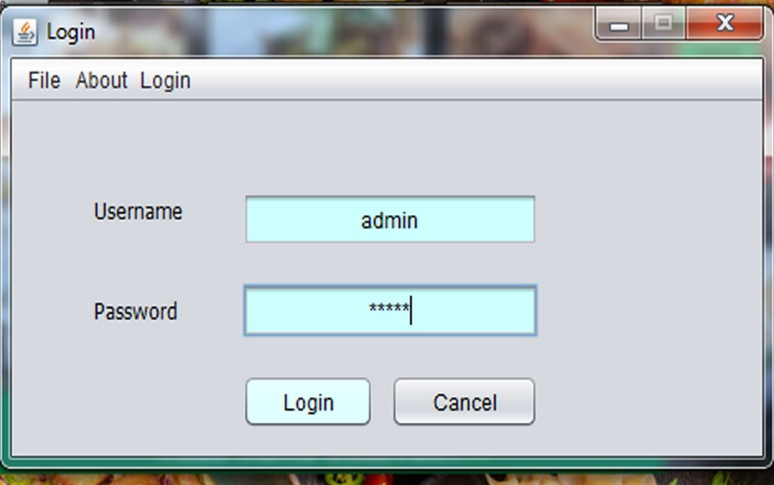 Login
File About Login
Username admin
Password *****
Login Cancel